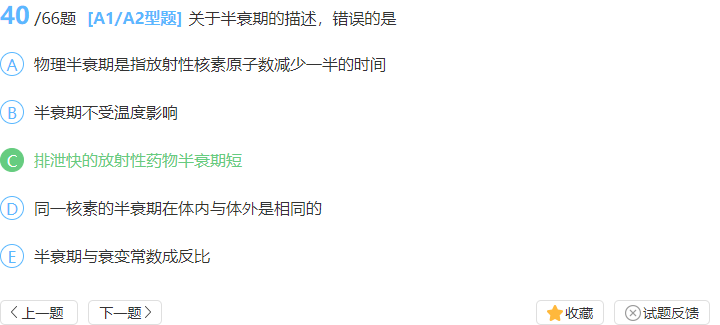 40 /66题 [A1/A2型题] 关于半衰期的描述，错误的是
A 物理半衰期是指放射性核素原子数减少一半的时间
B 半衰期不受温度影响
C 排泄快的放射性药物半衰期短
D 同一核素的半衰期在体内与体外是相同的
E 半衰期与衰变常数成反比
上一题 下一题 收藏 试题反馈